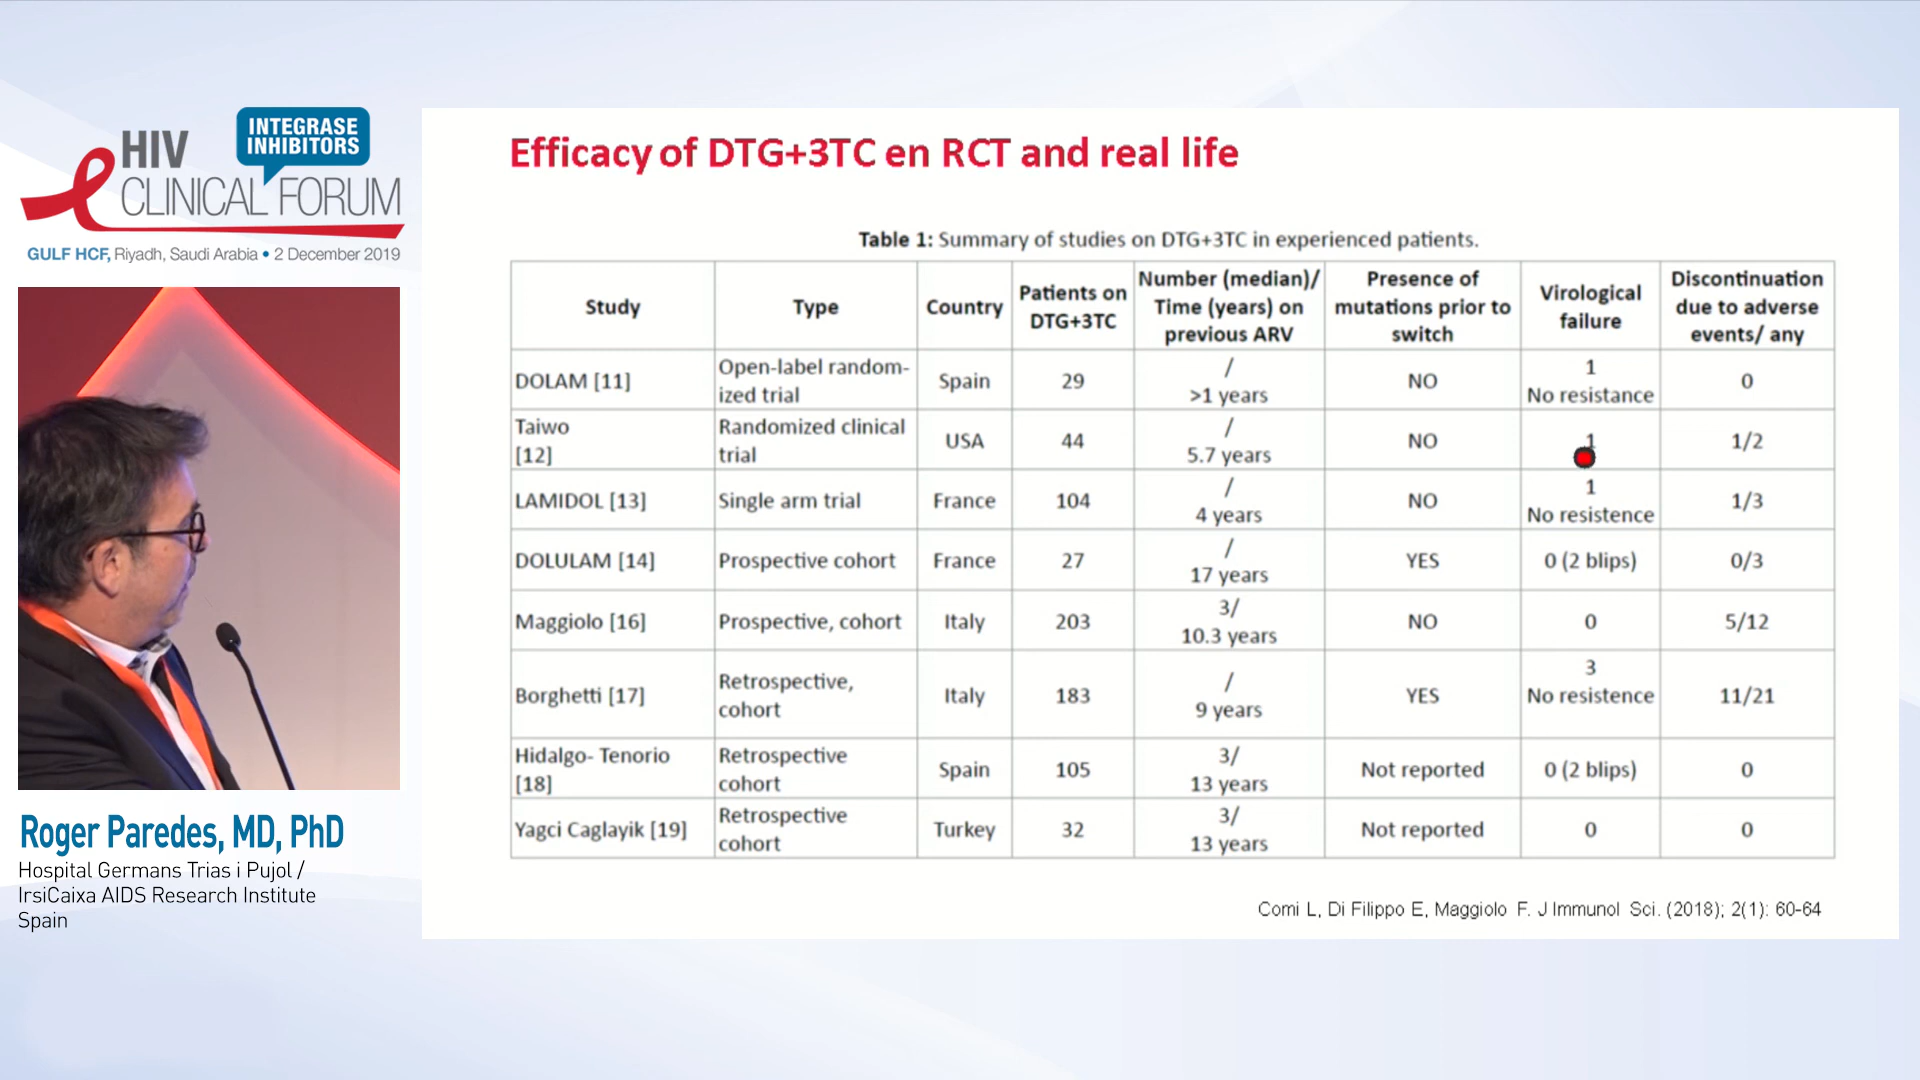 HIV
INTEGRASE
INHIBITORS
CLINICAL FORUM
GULF HCF, Riyadh, Saudi Arabia • 2 December 2019
Roger Paredes, MD, PhD
Hospital Germans Trias i Pujol /
IrsiCaixa AIDS Research Institute
Spain
Efficacy of DTG+3TC en RCT and real life
Table 1: Summary of studies on DTG+3TC in experienced patients.
Study
Type
Country
Patients on
DTG+3TC
Number (median)/
Time (years) on
previous ARV
Presence of
mutations prior to
switch
Virological
failure
Discontinuation
due to adverse
events/ any
DOLAM [11]
Open-label random-
ized trial
Spain
29
/
>1 years
NO
1
No resistance
0
Taiwo
[12]
Randomized clinical
trial
USA
44
/
5.7 years
NO
1
1/2
LAMIDOL [13]
Single arm trial
France
104
/
4 years
NO
1
No resistence
1/3
DOLULAM [14]
Prospective cohort
France
27
/
17 years
YES
0 (2 blips)
0/3
Maggiolo [16]
Prospective, cohort
Italy
203
3/
10.3 years
NO
0
5/12
Borghetti [17]
Retrospective,
cohort
Italy
183
/
9 years
YES
3
No resistence
11/21
Hidalgo- Tenorio
[18]
Retrospective
cohort
Spain
105
3/
13 years
Not reported
0 (2 blips)
0
Yagci Caglayik [19]
Retrospective
cohort
Turkey
32
3/
13 years
Not reported
0
0
Comi L, Di Filippo E, Maggiolo F. J Immunol Sci. (2018); 2(1): 60-64